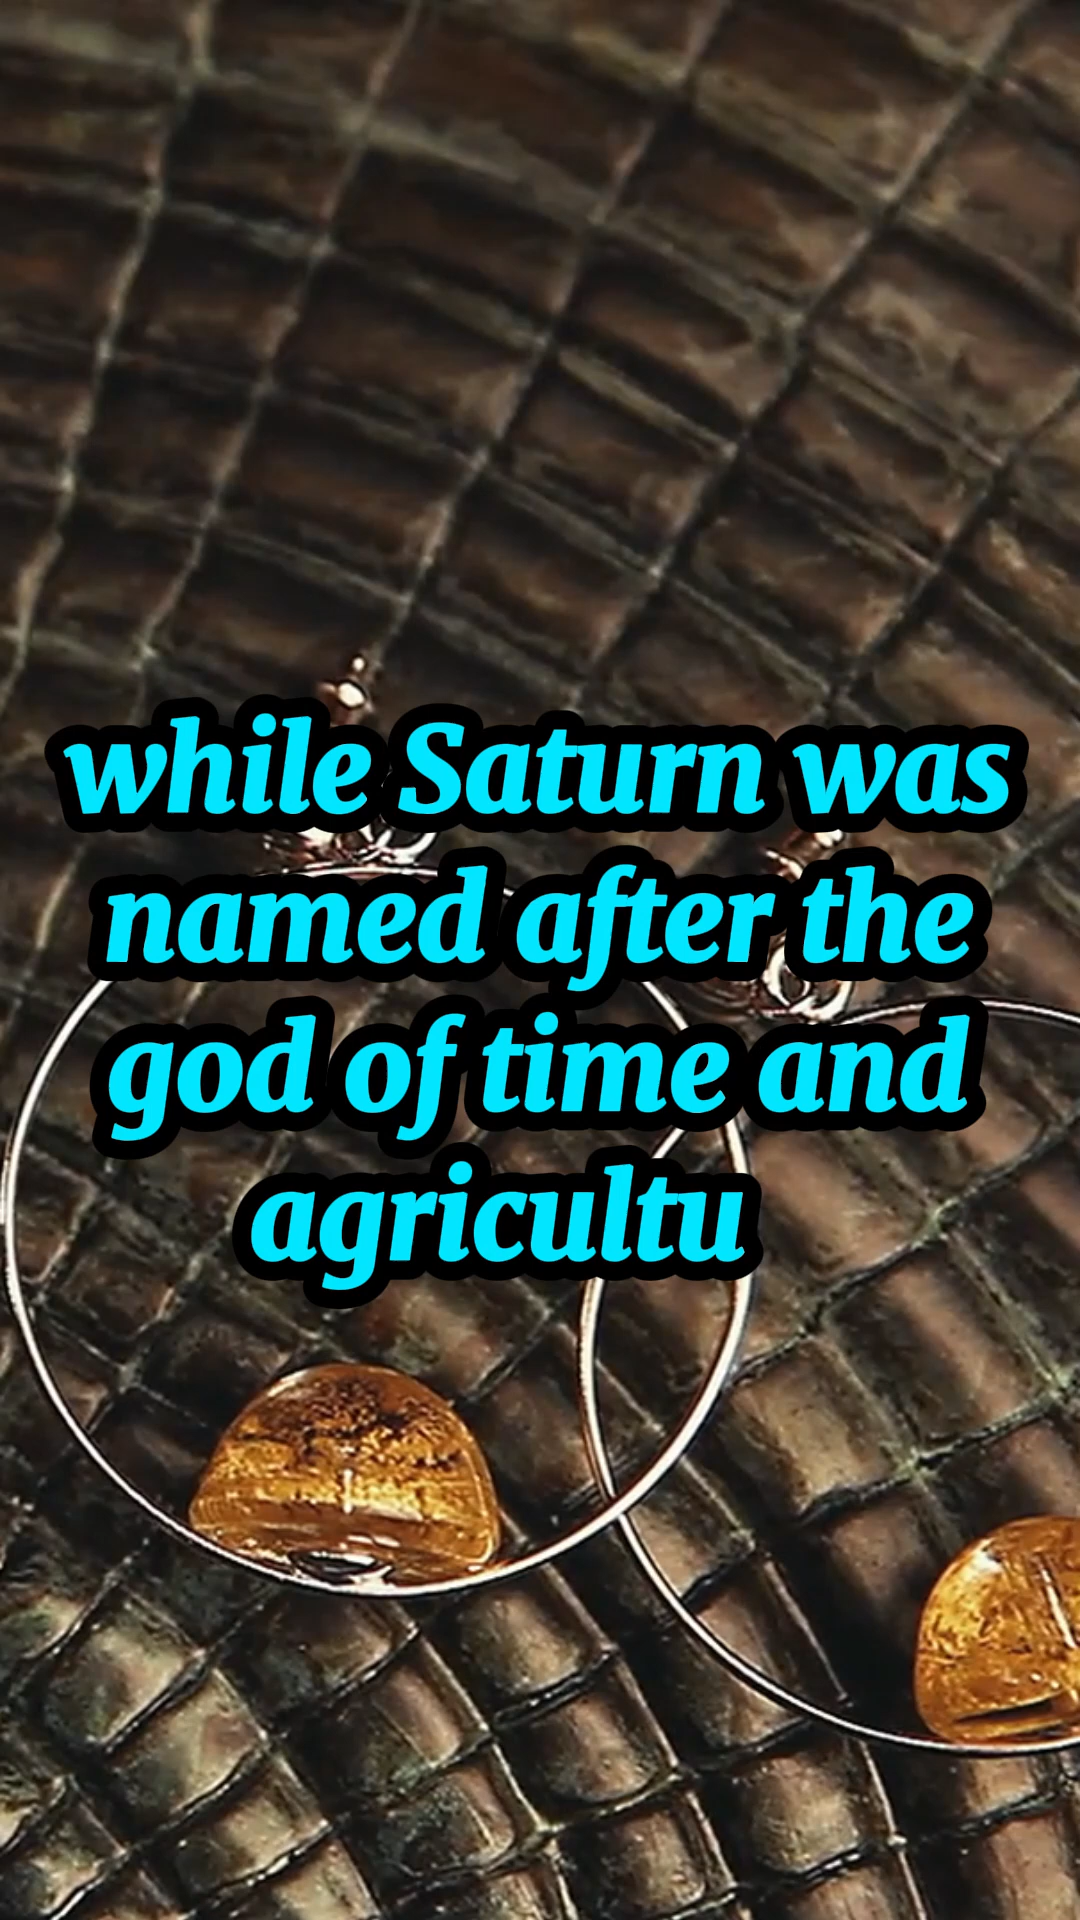 while Saturn was
named after the
god of time and
agricultu